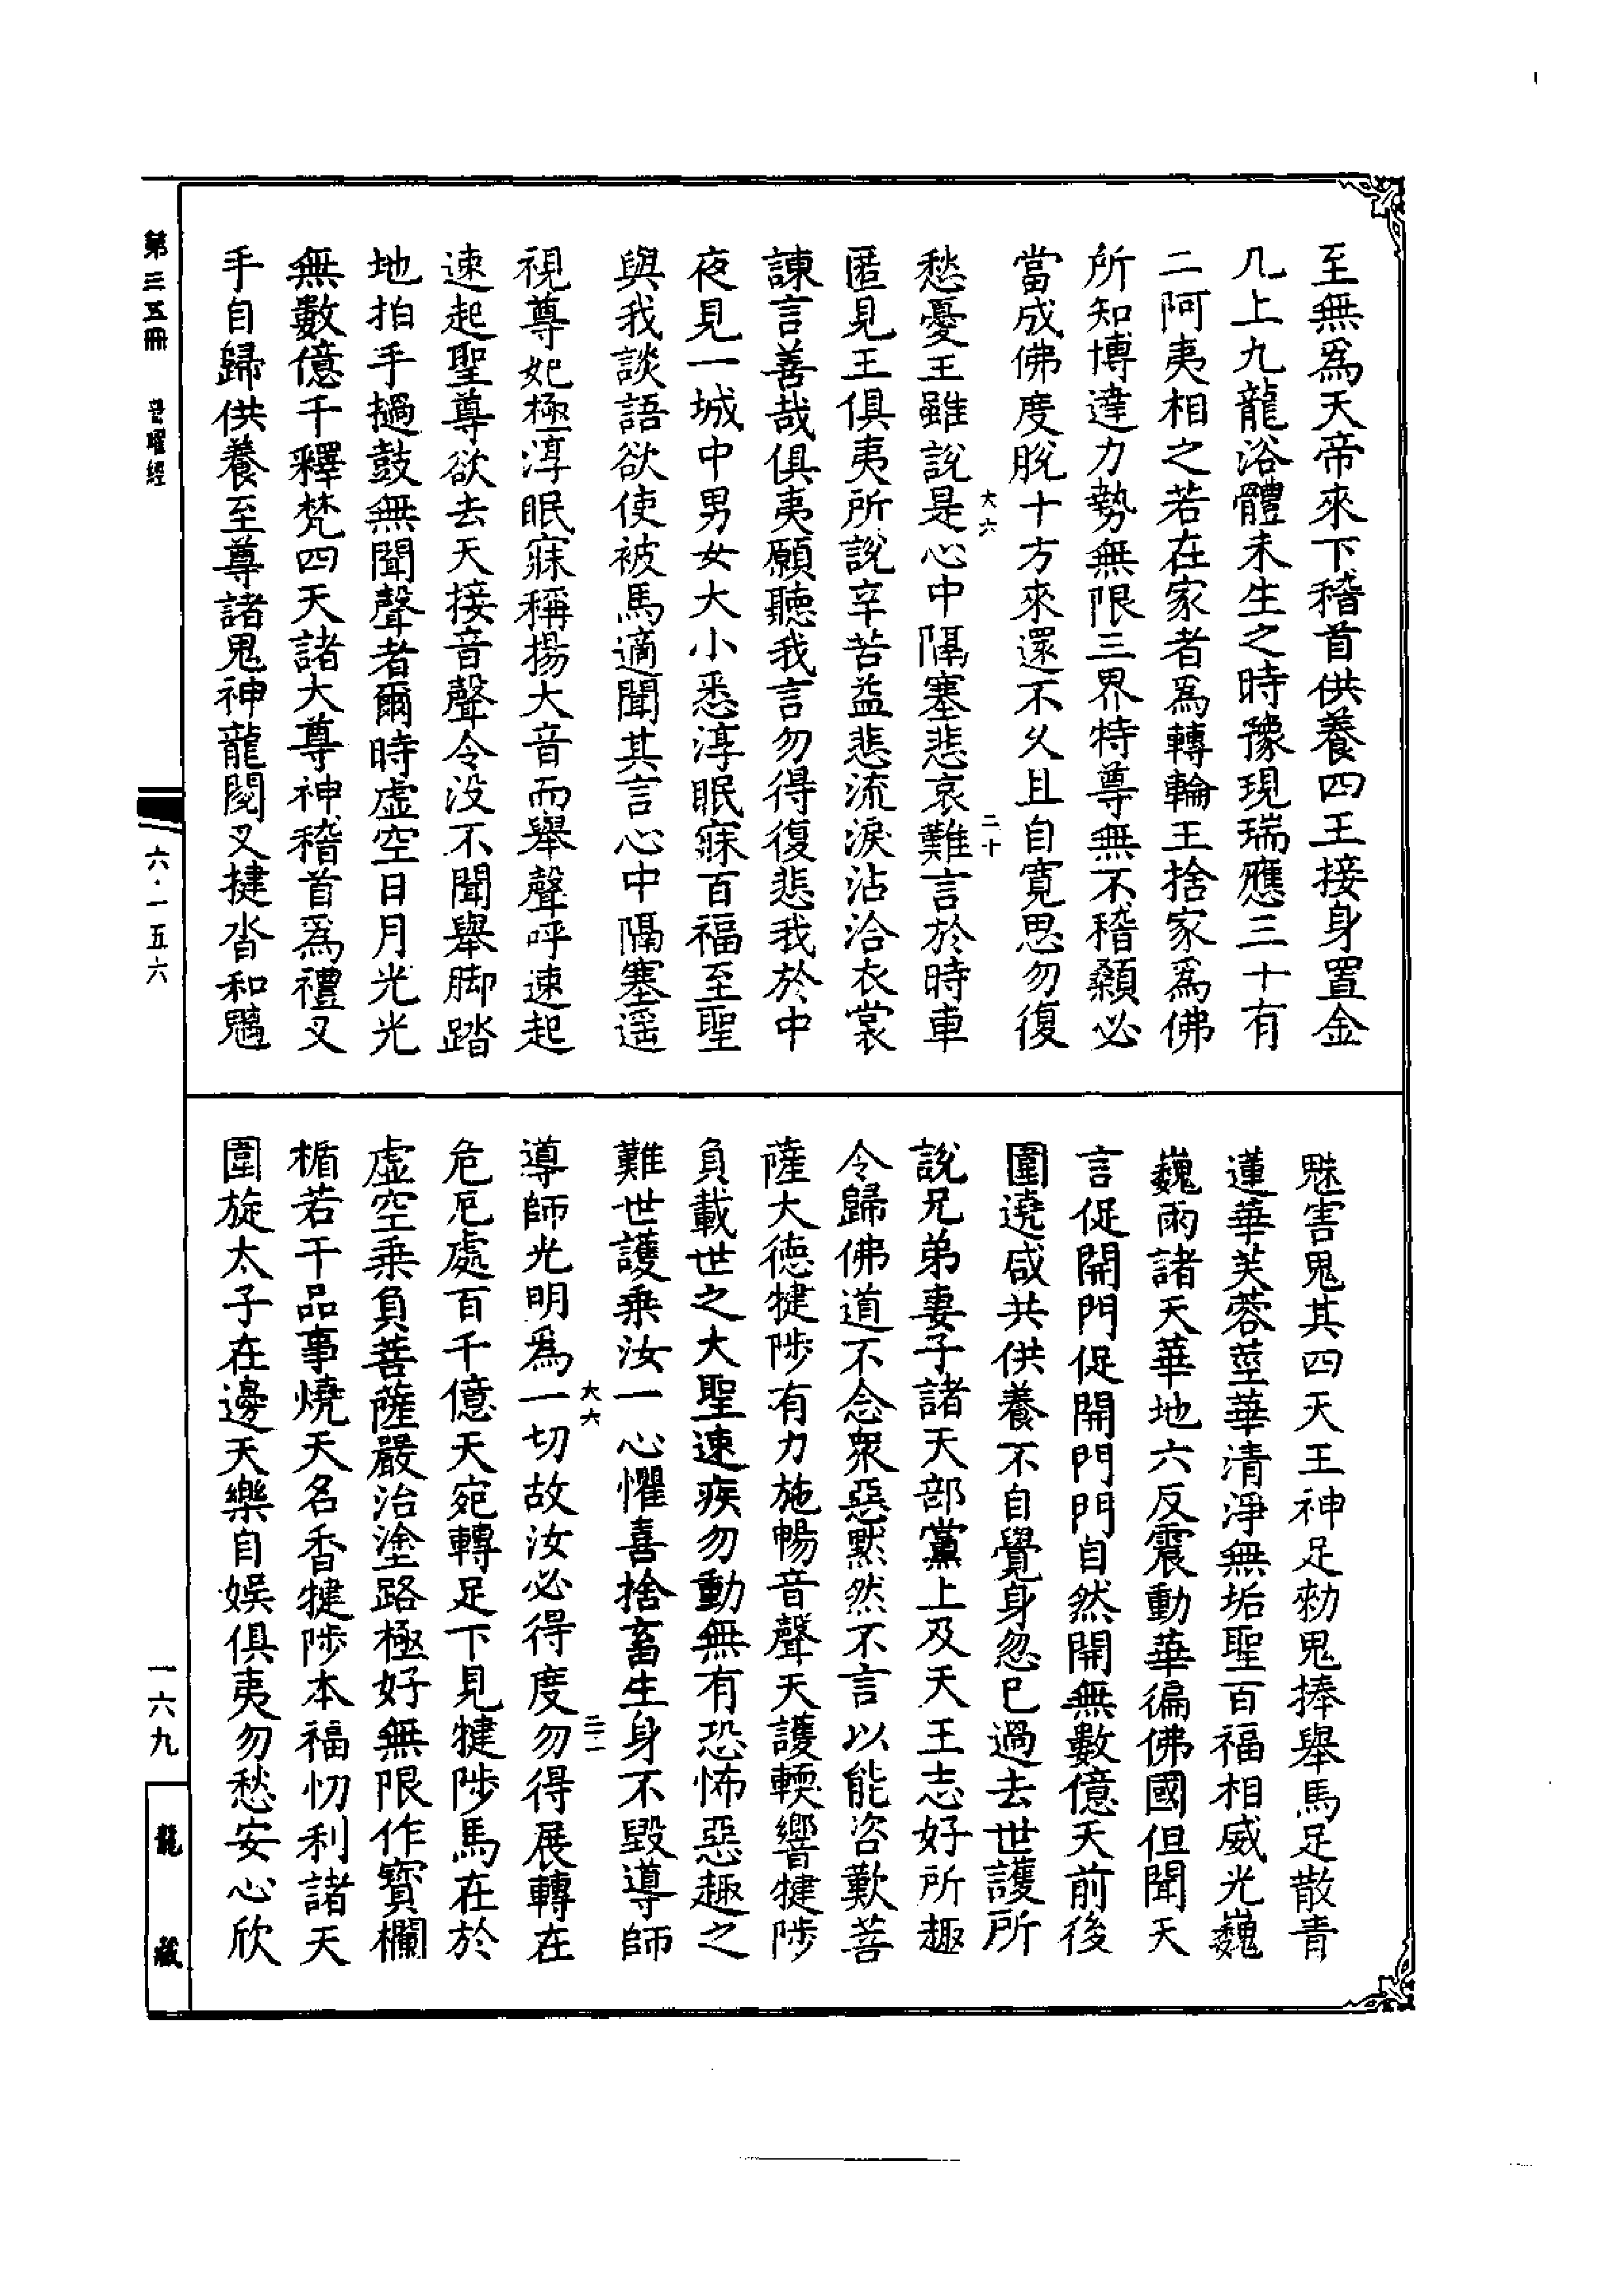 至無爲天帝來下稽首供養四王接身置金
几上九龍浴體未生之時豫現瑞應三十有
二阿夷相之若在家者爲轉輪王捨家爲佛
所知博達力勢無限三界特尊無不稽顙必
當成佛度脫十方來還不久且自寬思勿復
大六
二十
愁憂王雖說是心中隔塞悲哀難言於時車
匿見王俱夷所說辛苦益悲流淚沾洽衣裳
諫言善哉俱夷願聽我言勿得復悲我於中
夜見一城中男女大小悉淳眠寐百福至聖
與我談語欲使被馬適聞其言心中隔塞遥
視尊妃極淳眠寐稱揚大音而舉聲呼速起
速起聖尊欲去天接音聲令没不聞舉脚踏
地拍手撾鼓無聞聲者爾時虚空日月光光
無數億千釋梵四天諸大尊神稽首爲禮叉
手自歸供養至尊諸鬼神龍閱叉揵沓和魑
魅害鬼其四天王神足勑鬼捧舉馬足散青
蓮華芙蓉莖華清淨無垢聖百福相威光巍
巍雨諸天華地六反震動華徧佛國但聞天
言促開門促開門門自然開無數億天前後
圍遶咸共供養不自覺身忽已過去世護所
說兄弟妻子諸天部黨上及天王志好所趣
令歸佛道不念衆惡默然不言以能咨歎菩
薩大德犍陟有力施暢音聲天護輭響犍陟
負載世之大聖速疾勿動無有恐怖惡趣之
難世護乘汝一心懼喜捨畜生身不毀導師
大六
二一
導師光明爲一切故汝必得度勿得展轉在
危厄處百千億天宛轉足下見犍陟馬在於
虚空乘負菩薩嚴治塗路極好無限作寶欄
楯若干品事燒天名香犍陟本福忉利諸天
圍旋太子在邊天樂自娛俱夷勿愁安心欣
第三五冊
曜經
六·一五六
一六九
龍藏